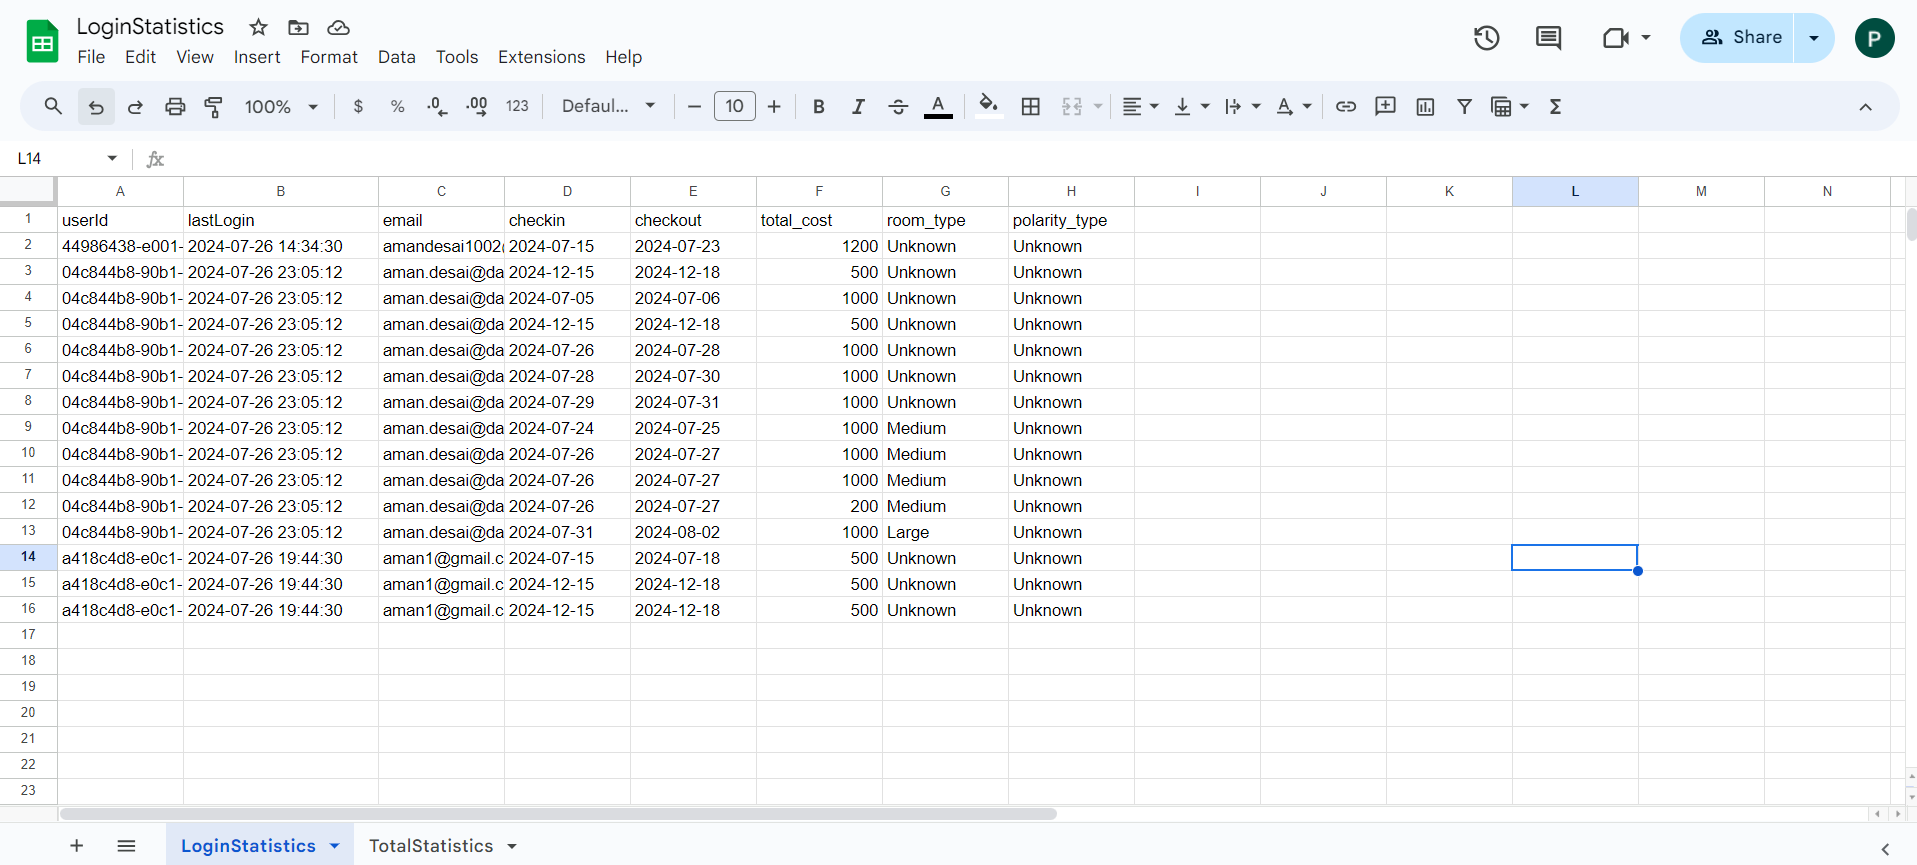 LoginStatistics
File Edit View Insert Format Data Tools Extensions Help
Share
P
100% $ % .0 .00 123 Defaul... 10 B I A
L14 fx
A B C D E F G H I J K L M N
1 userId lastLogin email checkin checkout total_cost room_type polarity_type
2 44986438-e001- 2024-07-26 14:34:30 amandesai1002 2024-07-15 2024-07-23 1200 Unknown Unknown
3 04c844b8-90b1- 2024-07-26 23:05:12 aman.desai@da 2024-12-15 2024-12-18 500 Unknown Unknown
4 04c844b8-90b1- 2024-07-26 23:05:12 aman.desai@da 2024-07-05 2024-07-06 1000 Unknown Unknown
5 04c844b8-90b1- 2024-07-26 23:05:12 aman.desai@da 2024-12-15 2024-12-18 500 Unknown Unknown
6 04c844b8-90b1- 2024-07-26 23:05:12 aman.desai@da 2024-07-26 2024-07-28 1000 Unknown Unknown
7 04c844b8-90b1- 2024-07-26 23:05:12 aman.desai@da 2024-07-28 2024-07-30 1000 Unknown Unknown
8 04c844b8-90b1- 2024-07-26 23:05:12 aman.desai@da 2024-07-29 2024-07-31 1000 Unknown Unknown
9 04c844b8-90b1- 2024-07-26 23:05:12 aman.desai@da 2024-07-24 2024-07-25 1000 Medium Unknown
10 04c844b8-90b1- 2024-07-26 23:05:12 aman.desai@da 2024-07-26 2024-07-27 1000 Medium Unknown
11 04c844b8-90b1- 2024-07-26 23:05:12 aman.desai@da 2024-07-26 2024-07-27 1000 Medium Unknown
12 04c844b8-90b1- 2024-07-26 23:05:12 aman.desai@da 2024-07-26 2024-07-27 200 Medium Unknown
13 04c844b8-90b1- 2024-07-26 23:05:12 aman.desai@da 2024-07-31 2024-08-02 1000 Large Unknown
14 a418c4d8-e0c1- 2024-07-26 19:44:30 aman1@gmail.c 2024-07-15 2024-07-18 500 Unknown Unknown
15 a418c4d8-e0c1- 2024-07-26 19:44:30 aman1@gmail.c 2024-12-15 2024-12-18 500 Unknown Unknown
16 a418c4d8-e0c1- 2024-07-26 19:44:30 aman1@gmail.c 2024-12-15 2024-12-18 500 Unknown Unknown
17
18
19
20
21
22
23
LoginStatistics TotalStatistics